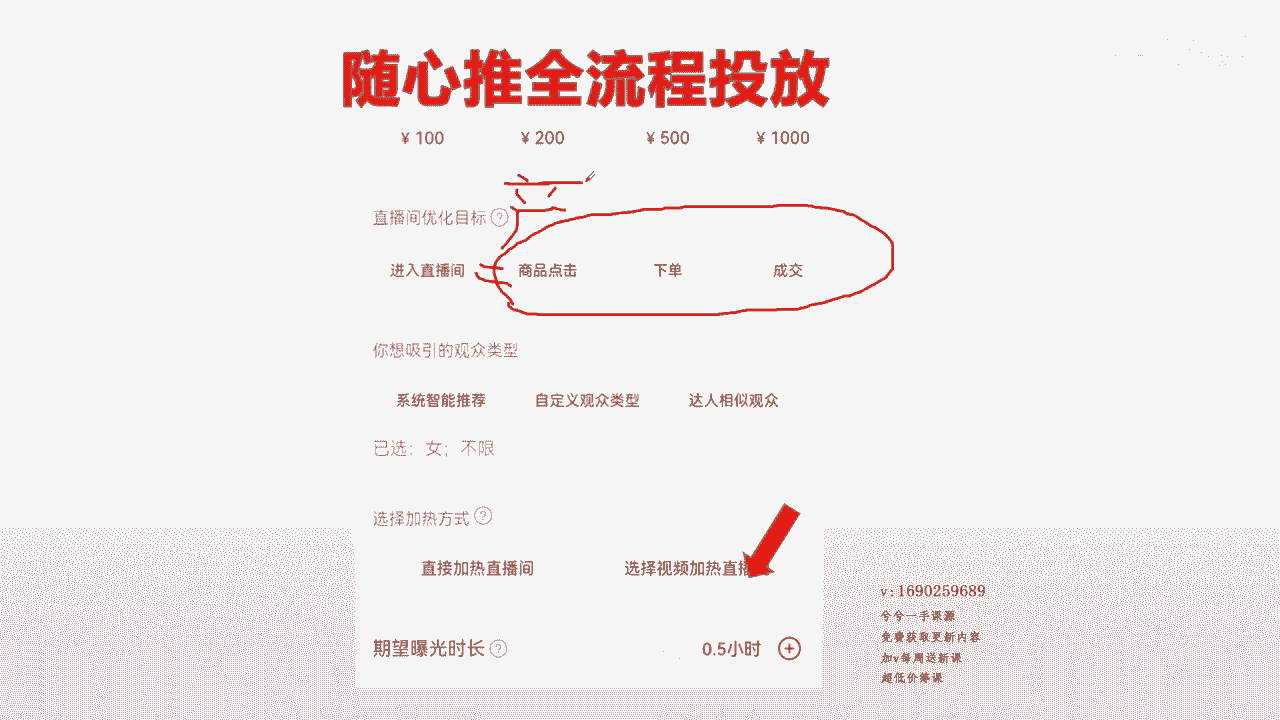 随心推全流程投放
¥ 100 ¥ 200 ¥ 500 ¥ 1000
直播间优化目标 ?
进入直播间 商品点击 下单 成交
你想吸引的观众类型
系统智能推荐 自定义观众类型 达人相似观众
已选: 女; 不限
选择加热方式 ?
直接加热直播间 选择视频加热直播
期望曝光时长 ? 0.5小时
v:1690259689
兮兮一手课源
免费获取更新内容
加v每周送新课
超低价筹课